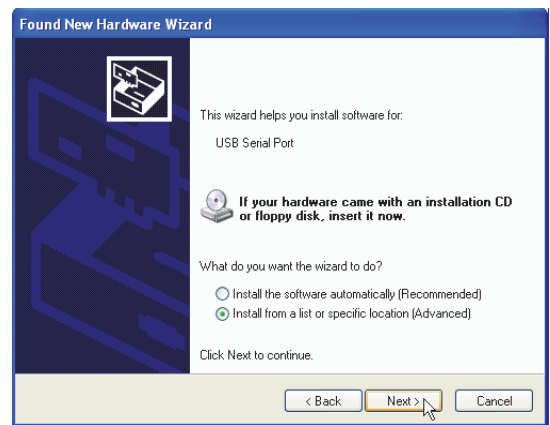 Found New Hardware Wizard
This wizard helps you install software for:
USB Serial Port
If your hardware came with an installation CD
or floppy disk, insert it now.
What do you want the wizard to do?
Install the software automatically (Recommended)
Install from a list or specific location (Advanced)
Click Next to continue.
< Back
Next >
Cancel